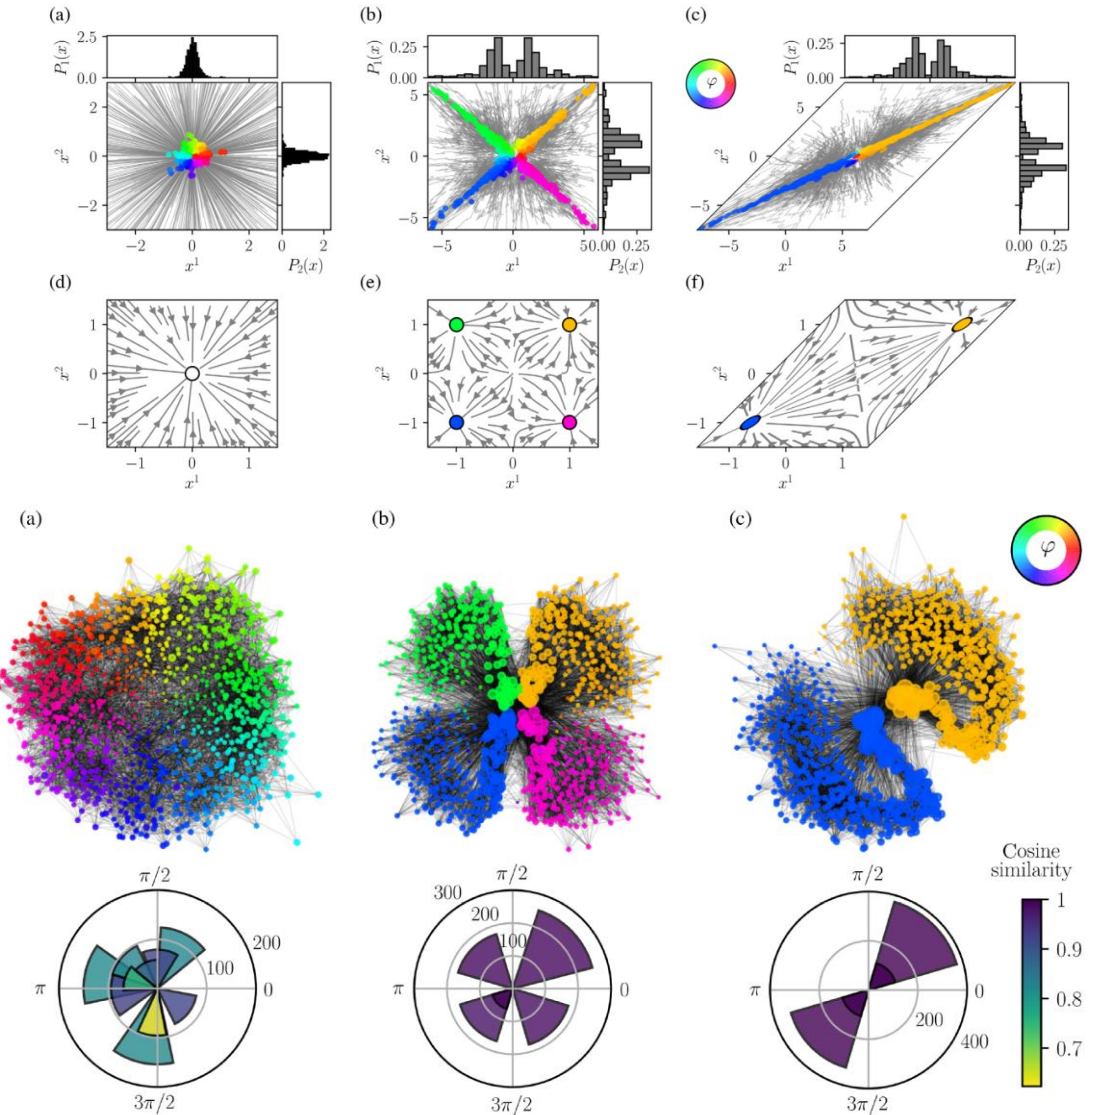 (a)
(b)
(c)
P₁(x)
2.5
0.0
P₁(x)
0.25
0.00
P₁(x)
0.25
0.00
φ
x²
2
0
−2
x²
5
0
−5
x²
5
0
−5
−2
0
2
x¹
0
2
P₂(x)
−5
0
5
x¹
0.00
0.25
P₂(x)
−5
0
5
x¹
0.00
0.25
P₂(x)
(d)
(e)
(f)
x²
1
0
−1
x²
1
0
−1
x²
1
0
−1
−1
0
1
x¹
−1
0
1
x¹
−1
0
1
x¹
(a)
(b)
(c)
φ
π/2
200
100
π
0
3π/2
π/2
300
200
100
π
0
3π/2
π/2
π
0
200
400
3π/2
Cosine
similarity
1
0.9
0.8
0.7